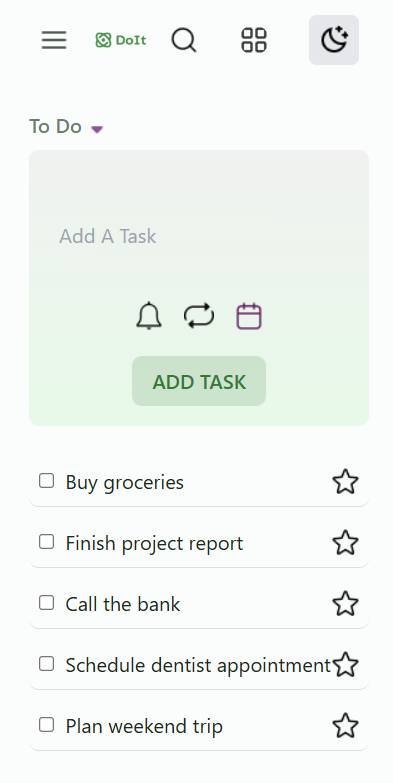 DoIt
To Do
Add A Task
ADD TASK
Buy groceries
Finish project report
Call the bank
Schedule dentist appointment
Plan weekend trip